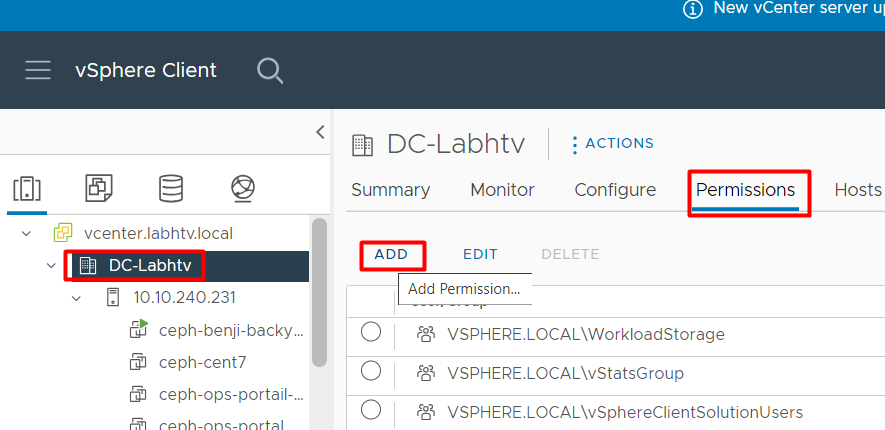 New vCenter server up
vSphere Client
DC-Labhtv
ACTIONS
Summary Monitor Configure Permissions Hosts
vcenter.labhtv.local
DC-Labhtv
10.10.240.231
ceph-benji-backy...
ceph-cent7
ceph-ops-portail-...
ceph-ops-portal
ADD EDIT DELETE
Add Permission...
VSPHERE.LOCAL\WorkloadStorage
VSPHERE.LOCAL\vStatsGroup
VSPHERE.LOCAL\vSphereClientSolutionUsers